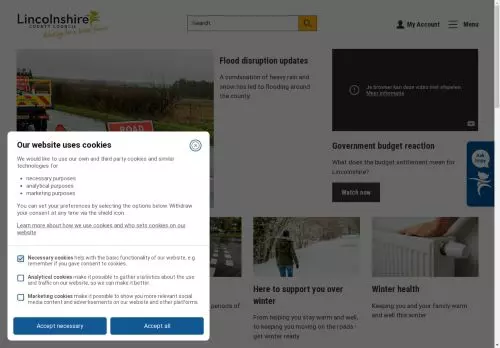 Lincolnshire
COUNTY COUNCIL
Working for a better future
Search
My Account
Menu
Flood disruption updates
A combination of heavy rain and
snow has led to flooding around
the county
Je browser kan deze video niet afspelen.
Meer informatie
ROAD
Government budget reaction
What does the budget settlement mean for
Lincolnshire?
Watch now
Our website uses cookies
We would like to use our own and third party cookies and similar
technologies for:
necessary purposes
analytical purposes
marketing purposes
You can set your preferences by selecting the options below. Withdraw
your consent at any time via the shield icon.
Learn more about how we use cookies and who sets cookies on our
website
Necessary cookies help with the basic functionality of our website, e.g
remember if you gave consent to cookies.
Analytical cookies make it possible to gather statistics about the use
and traffic on our website, so we can make it better.
Marketing cookies make it possible to show you more relevant social
media content and advertisements on our website and other platforms.
Accept necessary
Accept all
periods of
Here to support you over
winter
From helping you stay warm and well,
to keeping you moving on the roads -
get winter ready
Winter health
Keeping you and your family warm
and well this winter